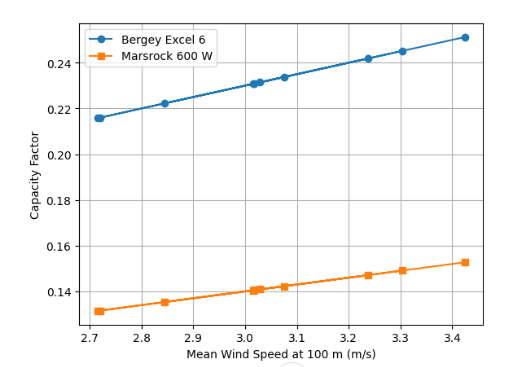 Bergey Excel 6
Marsrock 600 W
0.24
0.22
0.20
0.18
0.16
0.14
Capacity Factor
2.7 2.8 2.9 3.0 3.1 3.2 3.3 3.4
Mean Wind Speed at 100 m (m/s)